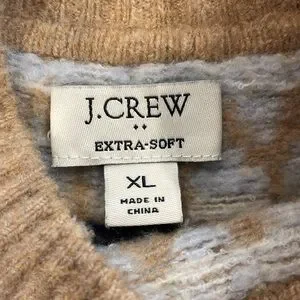 J.CREW
EXTRA-SOFT
XL
MADE IN
CHINA